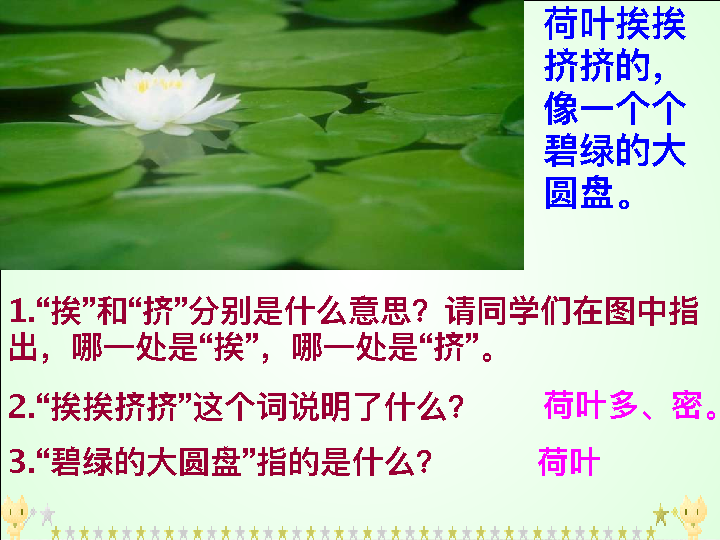 荷叶挨挨
挤挤的，
像一个个
碧绿的大
圆盘。
1.“挨”和“挤”分别是什么意思？请同学们在图中指
出，哪一处是“挨”，哪一处是“挤”。
2.“挨挨挤挤”这个词说明了什么？
荷叶多、密。
3.“碧绿的大圆盘”指的是什么？
荷叶